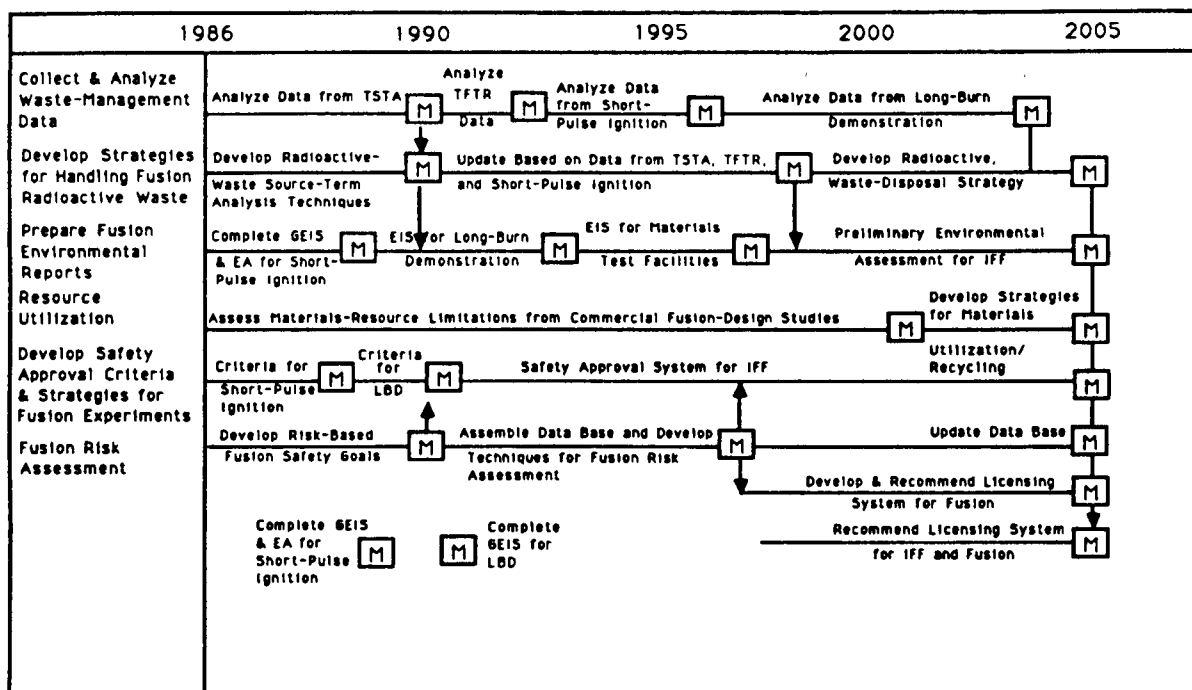 1986 1990 1995 2000 2005
Collect & Analyze
Waste-Management
Data
Analyze Data from TSTA
M
Analyze
TFTR
Data
M
Analyze Data
from Short-
Pulse Ignition
M
Analyze Data from Long-Burn
Demonstration
M
Develop Strategies
for Handling Fusion
Radioactive Waste
Develop Radioactive-
Waste Source-Term
Analysis Techniques
M
Update Based on Data from TSTA, TFTR,
and Short-Pulse Ignition
M
Develop Radioactive,
Waste-Disposal Strategy
M
Prepare Fusion
Environmental
Reports
Complete GEIS
& EA for Short-
Pulse Ignition
M
EIS for Long-Burn
Demonstration
M
EIS for Materials
Test Facilities
M
Preliminary Environmental
Assessment for IFF
M
Resource
Utilization
Assess Materials-Resource Limitations from Commercial Fusion-Design Studies
M
Develop Strategies
for Materials
Utilization/
Recycling
M
Develop Safety
Approval Criteria
& Strategies for
Fusion Experiments
Criteria for
Short-Pulse
Ignition
M
Criteria
for
LBD
M
Safety Approval System for IFF
M
Fusion Risk
Assessment
Develop Risk-Based
Fusion Safety Goals
M
Assemble Data Base and Develop
Techniques for Fusion Risk
Assessment
M
Update Data Base
M
Develop & Recommend Licensing
System for Fusion
M
Recommend Licensing System
for IFF and Fusion
M
Complete GEIS
& EA for
Short-Pulse
Ignition
M
M
Complete
GEIS for
LBD